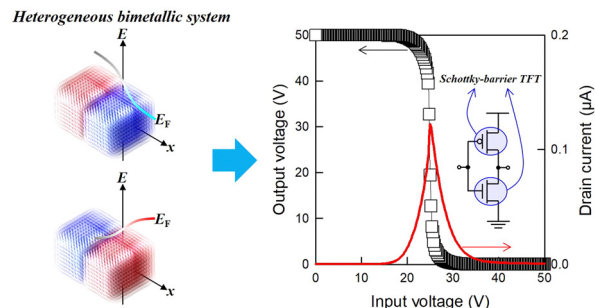 Heterogeneous bimetallic system
E
E_F
x
E
E_F
x
Output voltage (V)
50
40
30
20
10
0
0 10 20 30 40 50
Input voltage (V)
0.2
0.1
0.0
Drain current (µA)
Schottky-barrier TFT